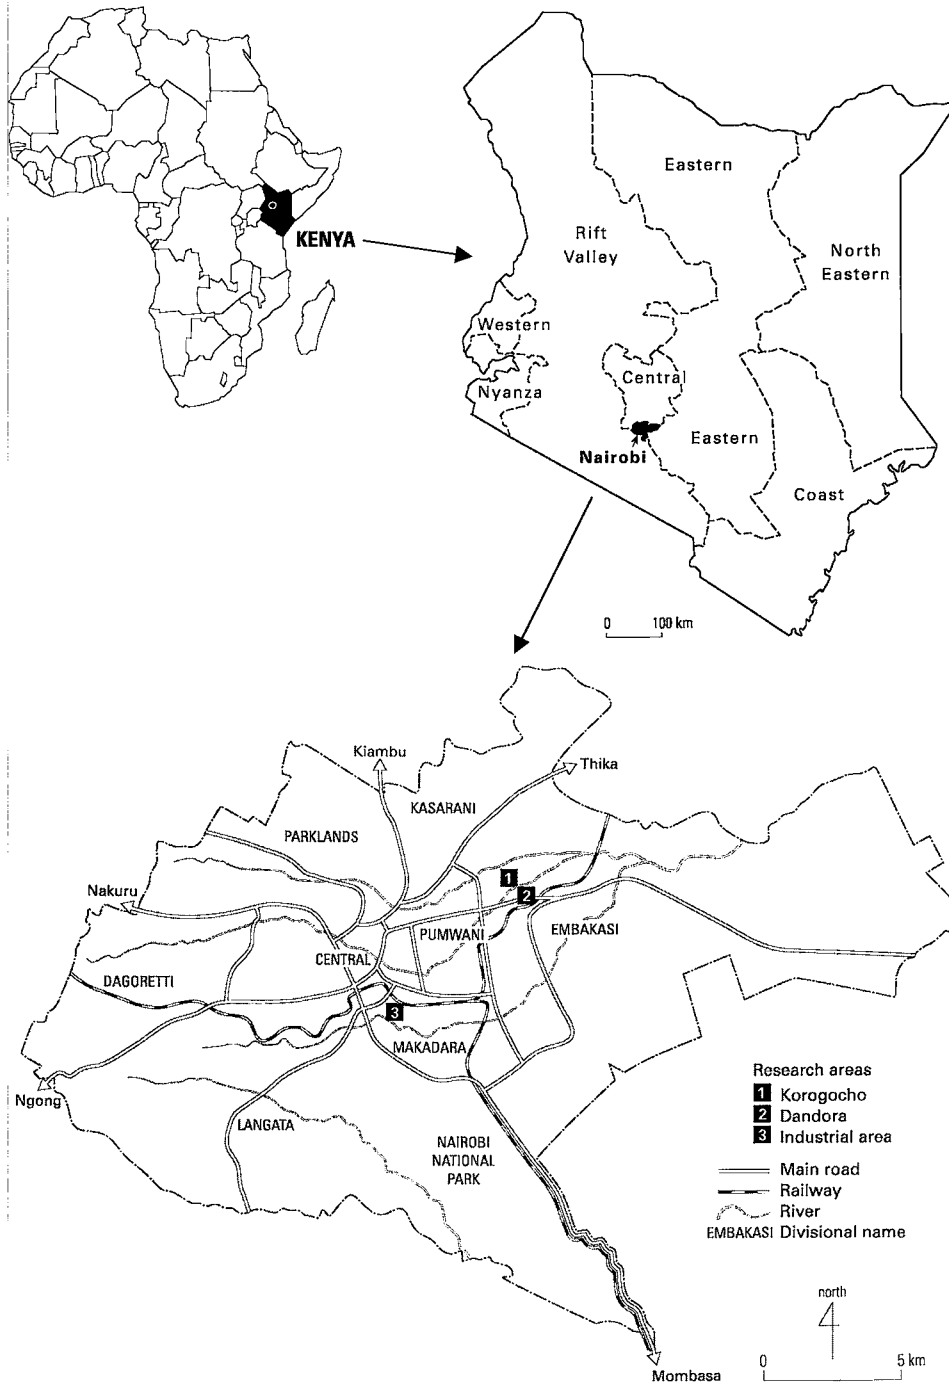 KENYA
Eastern
Rift
Valley
North
Eastern
Western
Central
Nyanza
Eastern
Nairobi
Coast
0 100 km
Kiambu
Thika
KASARANI
PARKLANDS
1
Nakuru
2
PUMWANI
EMBAKASI
CENTRAL
DAGORETTI
3
MAKADARA
Ngong
LANGATA
NAIROBI
NATIONAL
PARK
Research areas
1 Korogocho
2 Dandora
3 Industrial area
Main road
Railway
River
EMBAKASI Divisional name
north
0 5 km
Mombasa